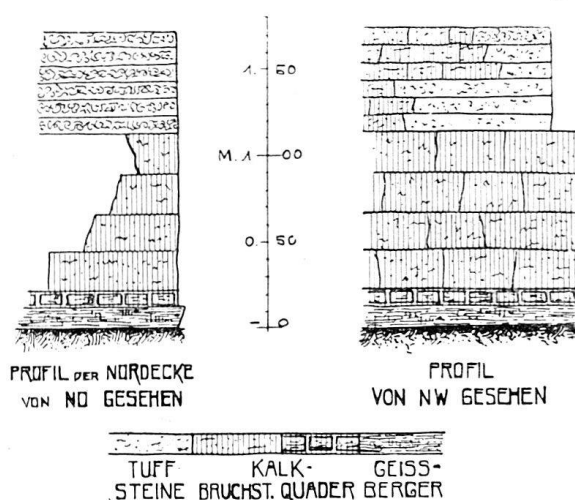 1. 50
M. 1 00
0. 50
0
PROFIL DER NORDECKE
VON NO GESEHEN
PROFIL
VON NW GESEHEN
TUFF- KALK- GEISS-
STEINE BRUCHST. QUADER BERGER